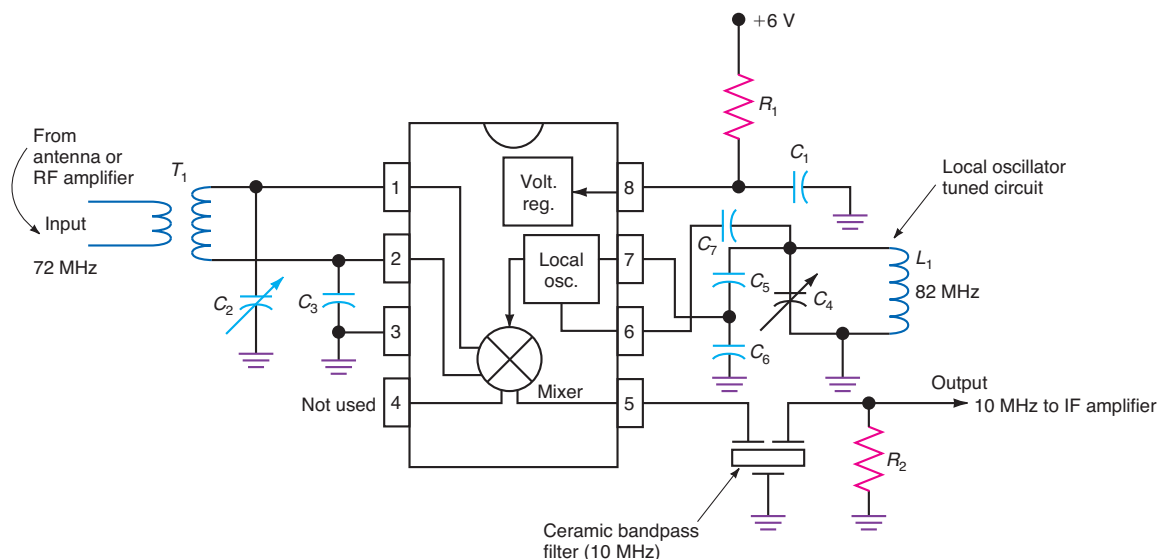 +6 V
R1
From
antenna or
RF amplifier
T1
C1
Local oscillator
tuned circuit
1
Volt.
reg.
8
Input
72 MHz
2
Local
osc.
7
C7
C5
C4
L1
82 MHz
C2
C3
3
6
C6
Not used
4
Mixer
5
Output
10 MHz to IF amplifier
R2
Ceramic bandpass
filter (10 MHz)